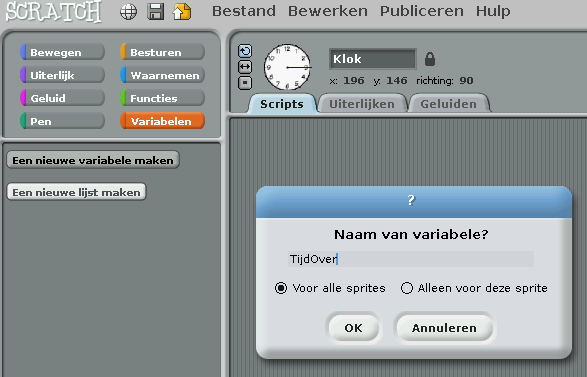 SCRATCH Bestand Bewerken Publiceren Hulp
Bewegen Besturen
Uiterlijk Waarnemen
Geluid Functies
Pen Variabelen
Een nieuwe variabele maken
Een nieuwe lijst maken
Klok
x: 196 y: 146 richting: 90
Scripts Uiterlijken Geluiden
?
Naam van variabele?
TijdOver
Voor alle sprites Alleen voor deze sprite
OK Annuleren